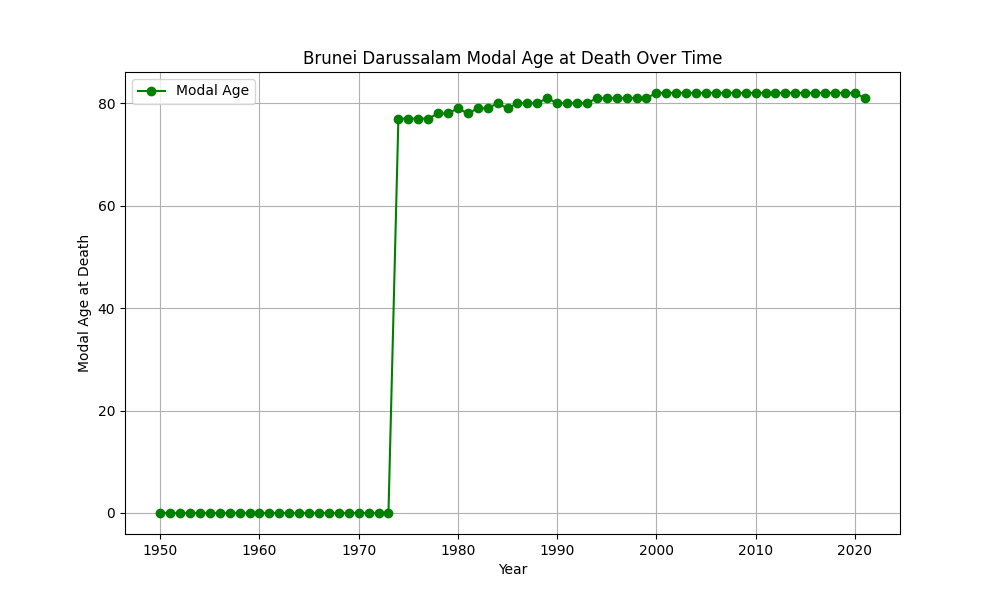 Brunei Darussalam Modal Age at Death Over Time
Modal Age
80
60
40
20
0
Modal Age at Death
1950 1960 1970 1980 1990 2000 2010 2020
Year